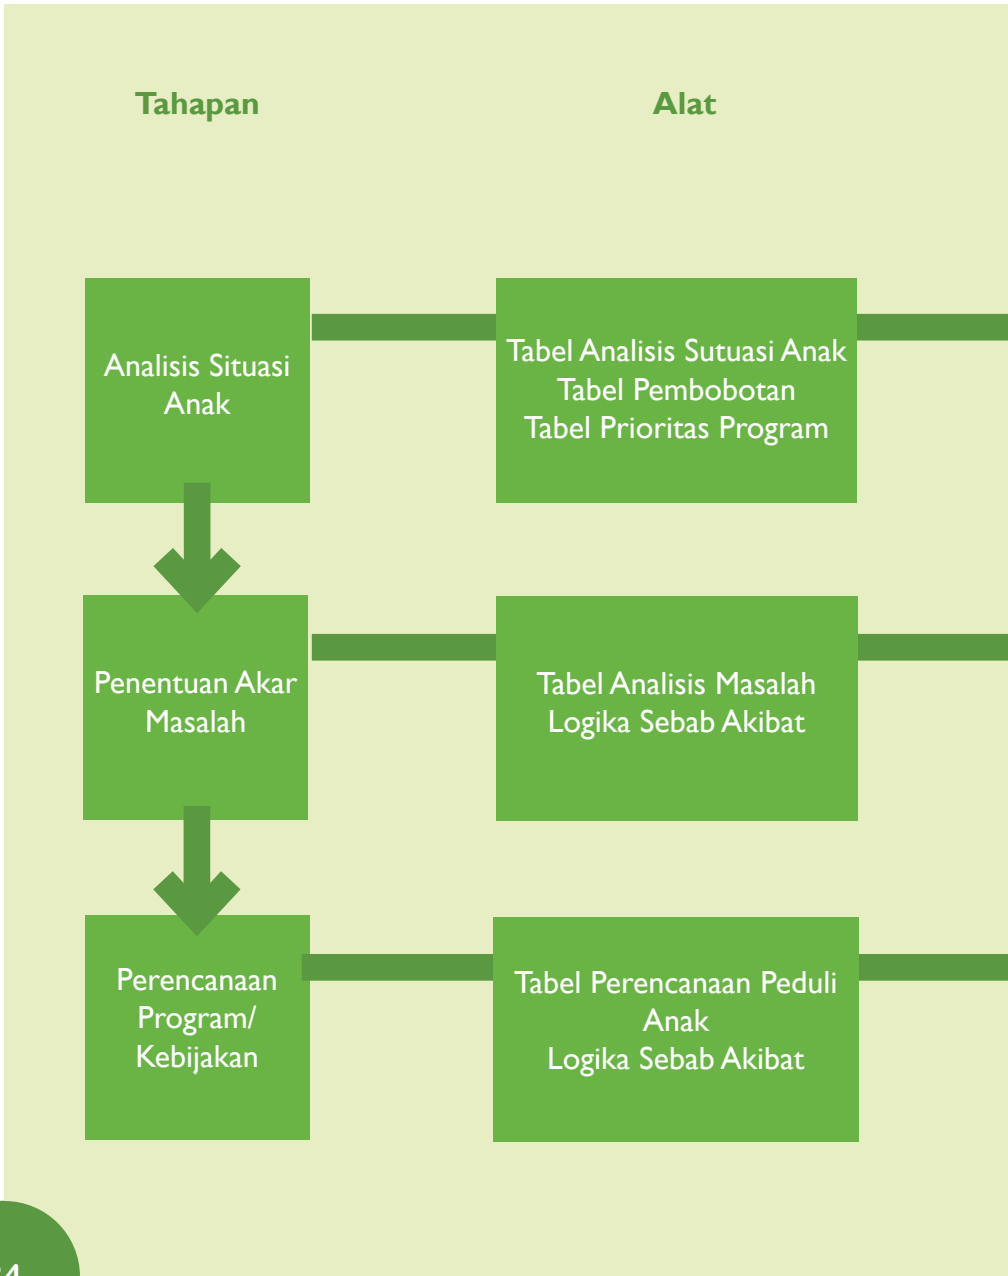 Tahapan
Alat
Analisis Situasi
Anak
Tabel Analisis Sutuasi Anak
Tabel Pembobotan
Tabel Prioritas Program
Penentuan Akar
Masalah
Tabel Analisis Masalah
Logika Sebab Akibat
Perencanaan
Program/
Kebijakan
Tabel Perencanaan Peduli
Anak
Logika Sebab Akibat